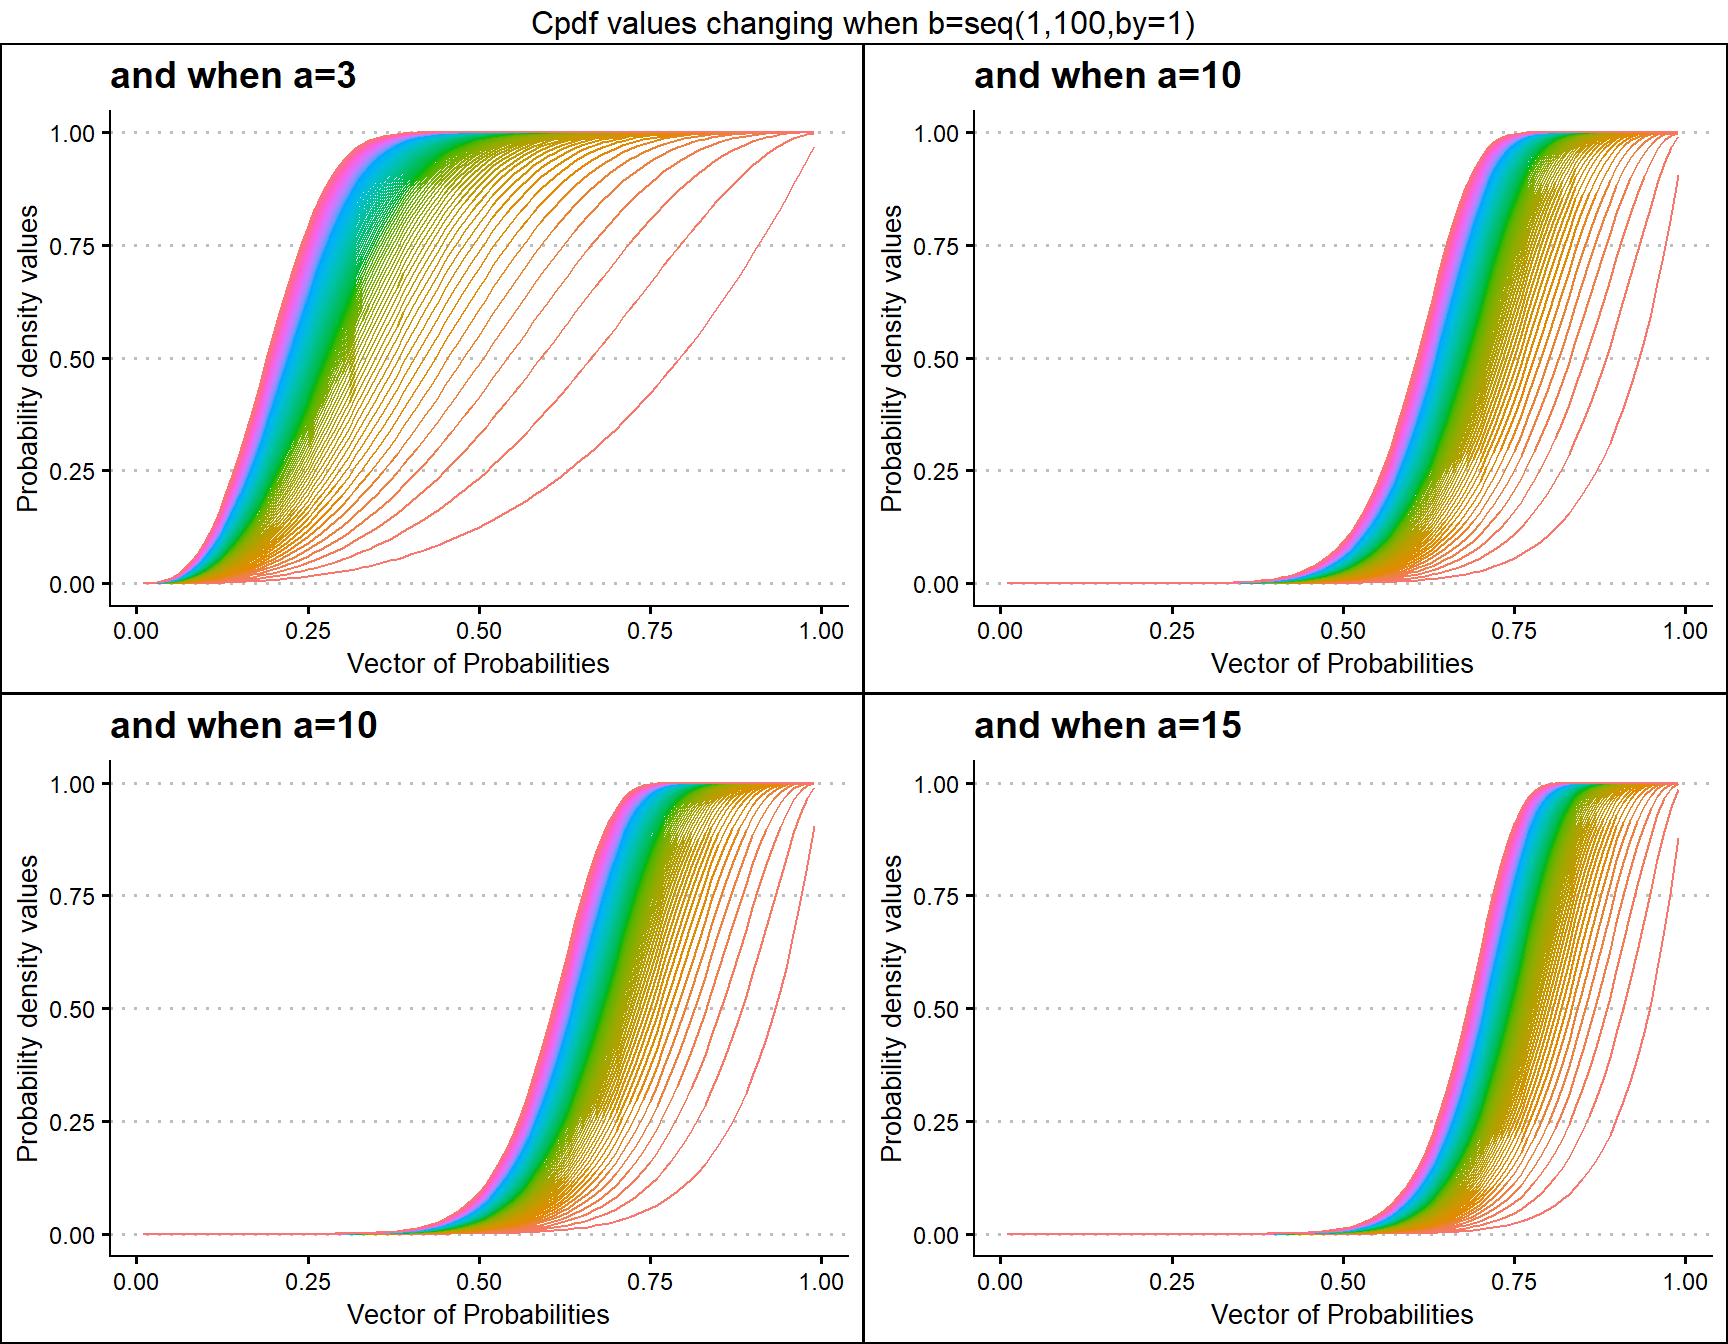 Cpdf values changing when b=seq(1,100,by=1)
and when a=3
1.00
0.75
0.50
0.25
0.00
Probability density values
0.00 0.25 0.50 0.75 1.00
Vector of Probabilities
and when a=10
1.00
0.75
0.50
0.25
0.00
Probability density values
0.00 0.25 0.50 0.75 1.00
Vector of Probabilities
and when a=10
1.00
0.75
0.50
0.25
0.00
Probability density values
0.00 0.25 0.50 0.75 1.00
Vector of Probabilities
and when a=15
1.00
0.75
0.50
0.25
0.00
Probability density values
0.00 0.25 0.50 0.75 1.00
Vector of Probabilities